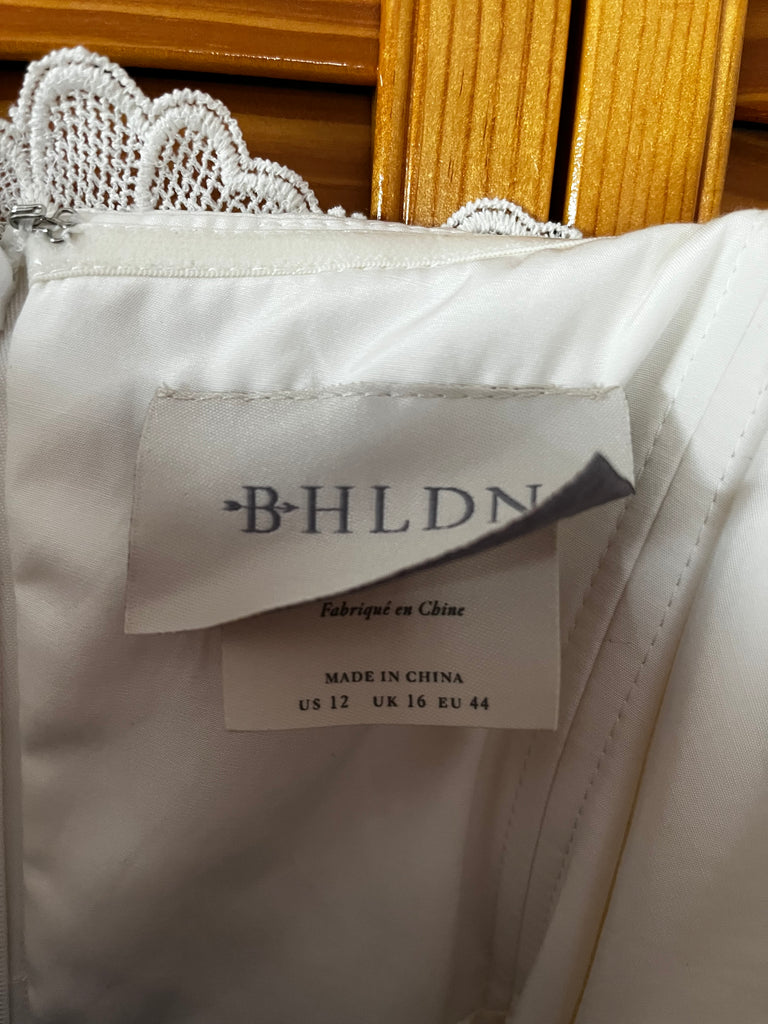 BHLDN
Fabriqué en Chine
MADE IN CHINA
US 12 UK 16 EU 44